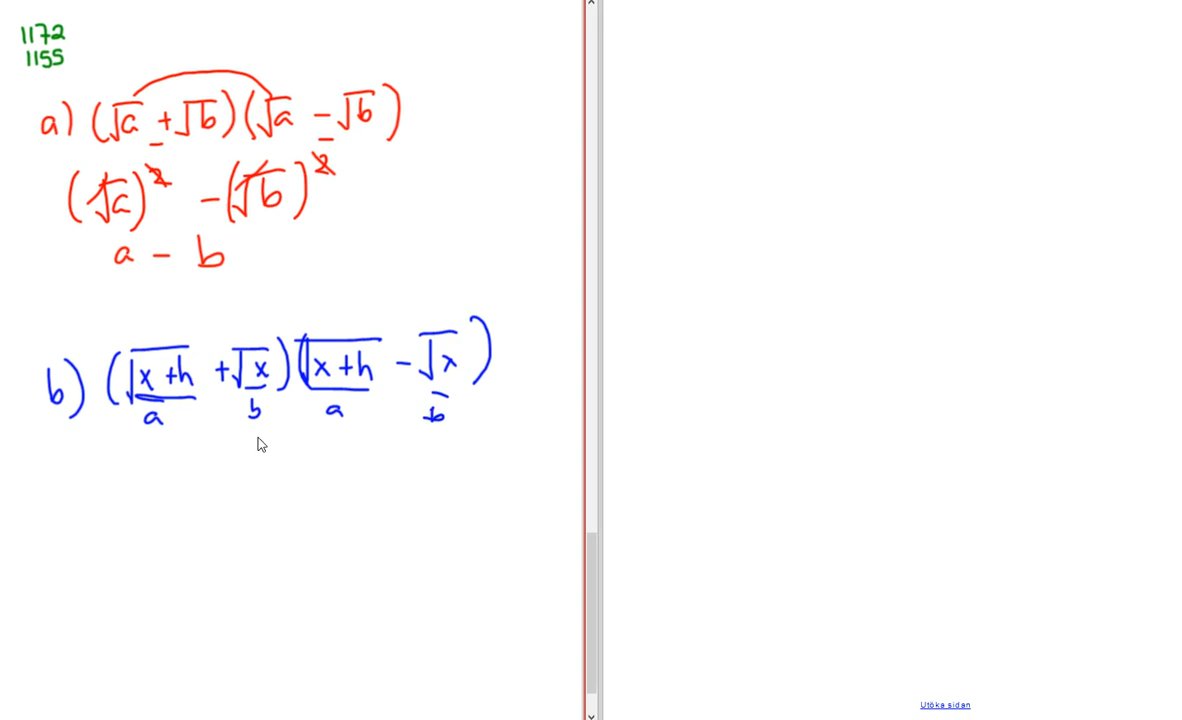 1172
1155
a) (√a + √b)(√a - √b)
(√a)² - (√b)²
a - b
b) (√x+h + √x)(√x+h - √x)
a b a b
Utöka sidan